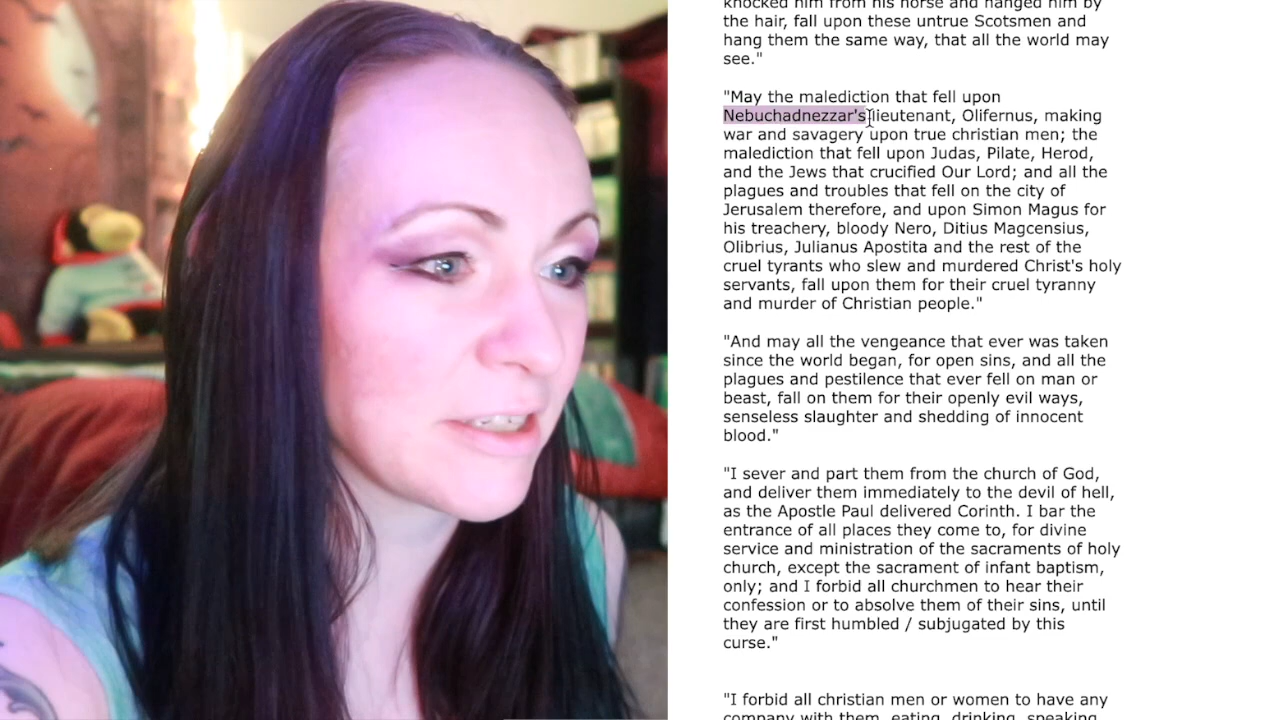 knocked him from his horse and hanged him by
the hair, fall upon these untrue Scotsmen and
hang them the same way, that all the world may
see."
"May the malediction that fell upon
Nebuchadnezzar's lieutenant, Olifernus, making
war and savagery upon true christian men; the
malediction that fell upon Judas, Pilate, Herod,
and the Jews that crucified Our Lord; and all the
plagues and troubles that fell on the city of
Jerusalem therefore, and upon Simon Magus for
his treachery, bloody Nero, Ditius Magcensius,
Olibrius, Julianus Apostita and the rest of the
cruel tyrants who slew and murdered Christ's holy
servants, fall upon them for their cruel tyranny
and murder of Christian people."
"And may all the vengeance that ever was taken
since the world began, for open sins, and all the
plagues and pestilence that ever fell on man or
beast, fall on them for their openly evil ways,
senseless slaughter and shedding of innocent
blood."
"I sever and part them from the church of God,
and deliver them immediately to the devil of hell,
as the Apostle Paul delivered Corinth. I bar the
entrance of all places they come to, for divine
service and ministration of the sacraments of holy
church, except the sacrament of infant baptism,
only; and I forbid all churchmen to hear their
confession or to absolve them of their sins, until
they are first humbled / subjugated by this
curse."
"I forbid all christian men or women to have any
company with them, eating, drinking, speaking,